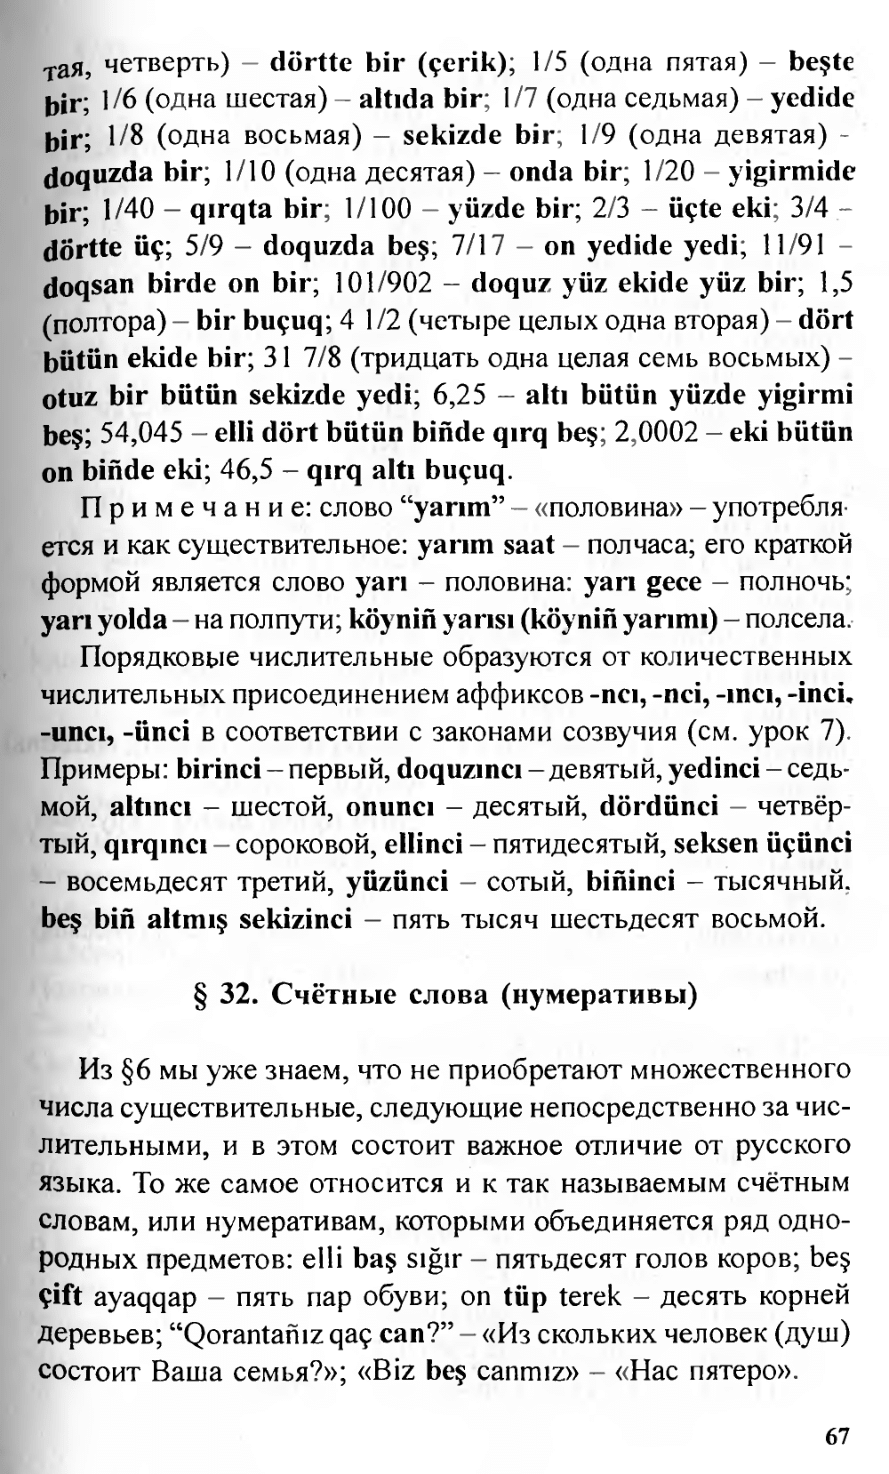 тая, четверть) – dörtte bir (çerik); 1/5 (одна пятая) – beşte
bir; 1/6 (одна шестая) – altıda bir; 1/7 (одна седьмая) – yedide
bir; 1/8 (одна восьмая) – sekizde bir; 1/9 (одна девятая) -
doquzda bir; 1/10 (одна десятая) – onda bir; 1/20 – yigirmide
bir; 1/40 – qırqta bir; 1/100 – yüzde bir; 2/3 – üçte eki; 3/4 -
dörtte üç; 5/9 – doquzda beş; 7/17 – on yedide yedi; 11/91 -
doqsan birde on bir; 101/902 – doquz yüz ekide yüz bir; 1,5
(полтора) – bir buçuq; 4 1/2 (четыре целых одна вторая) – dört
bütün ekide bir; 31 7/8 (тридцать одна целая семь восьмых) -
otuz bir bütün sekizde yedi; 6,25 – altı bütün yüzde yigirmi
beş; 54,045 – elli dört bütün biñde qırq beş; 2,0002 – eki bütün
on biñde eki; 46,5 – qırq altı buçuq.
П р и м е ч а н и е: слово “yarım” – «половина» – употребля-
ется и как существительное: yarım saat – полчаса; его краткой
формой является слово yarı – половина: yarı gece – полночь;
yarı yolda – на полпути; köyniñ yarısı (köyniñ yarımı) – полсела.
Порядковые числительные образуются от количественных
числительных присоединением аффиксов -ncı, -nci, -ıncı, -inci,
-uncı, -ünci в соответствии с законами созвучия (см. урок 7).
Примеры: birinci – первый, doquzıncı – девятый, yedinci – седь-
мой, altıncı – шестой, onuncı – десятый, dördünci – четвёр-
тый, qırqıncı – сороковой, ellinci – пятидесятый, seksen üçünci
– восемьдесят третий, yüzünci – сотый, biñinci – тысячный,
beş biñ altmış sekizinci – пять тысяч шестьдесят восьмой.
§ 32. Счётные слова (нумеративы)
Из §6 мы уже знаем, что не приобретают множественного
числа существительные, следующие непосредственно за чис-
лительными, и в этом состоит важное отличие от русского
языка. То же самое относится и к так называемым счётным
словам, или нумеративам, которыми объединяется ряд одно-
родных предметов: elli baş sığır – пятьдесят голов коров; beş
çift ayaqqap – пять пар обуви; on tüp terek – десять корней
деревьев; “Qorantañız qaç can?” – «Из скольких человек (душ)
состоит Ваша семья?»; «Biz beş canmız» – «Нас пятеро».
67